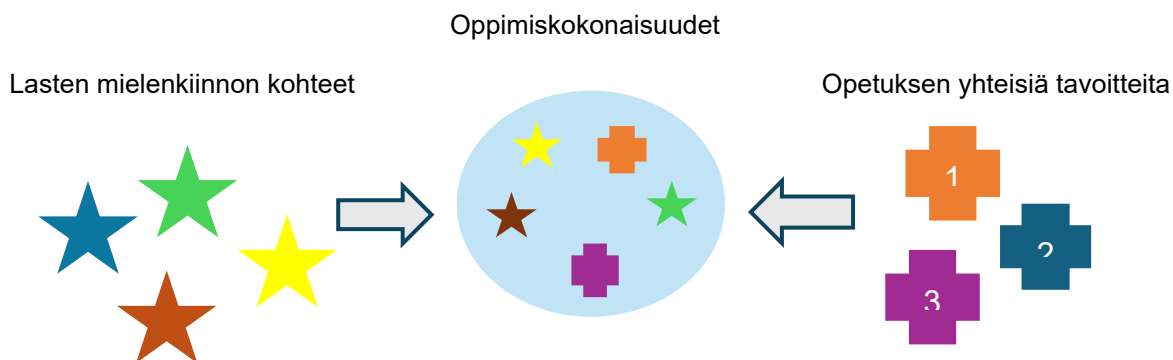 Oppimiskokonaisuudet
Lasten mielenkiinnon kohteet
Opetuksen yhteisiä tavoitteita
1
2
3